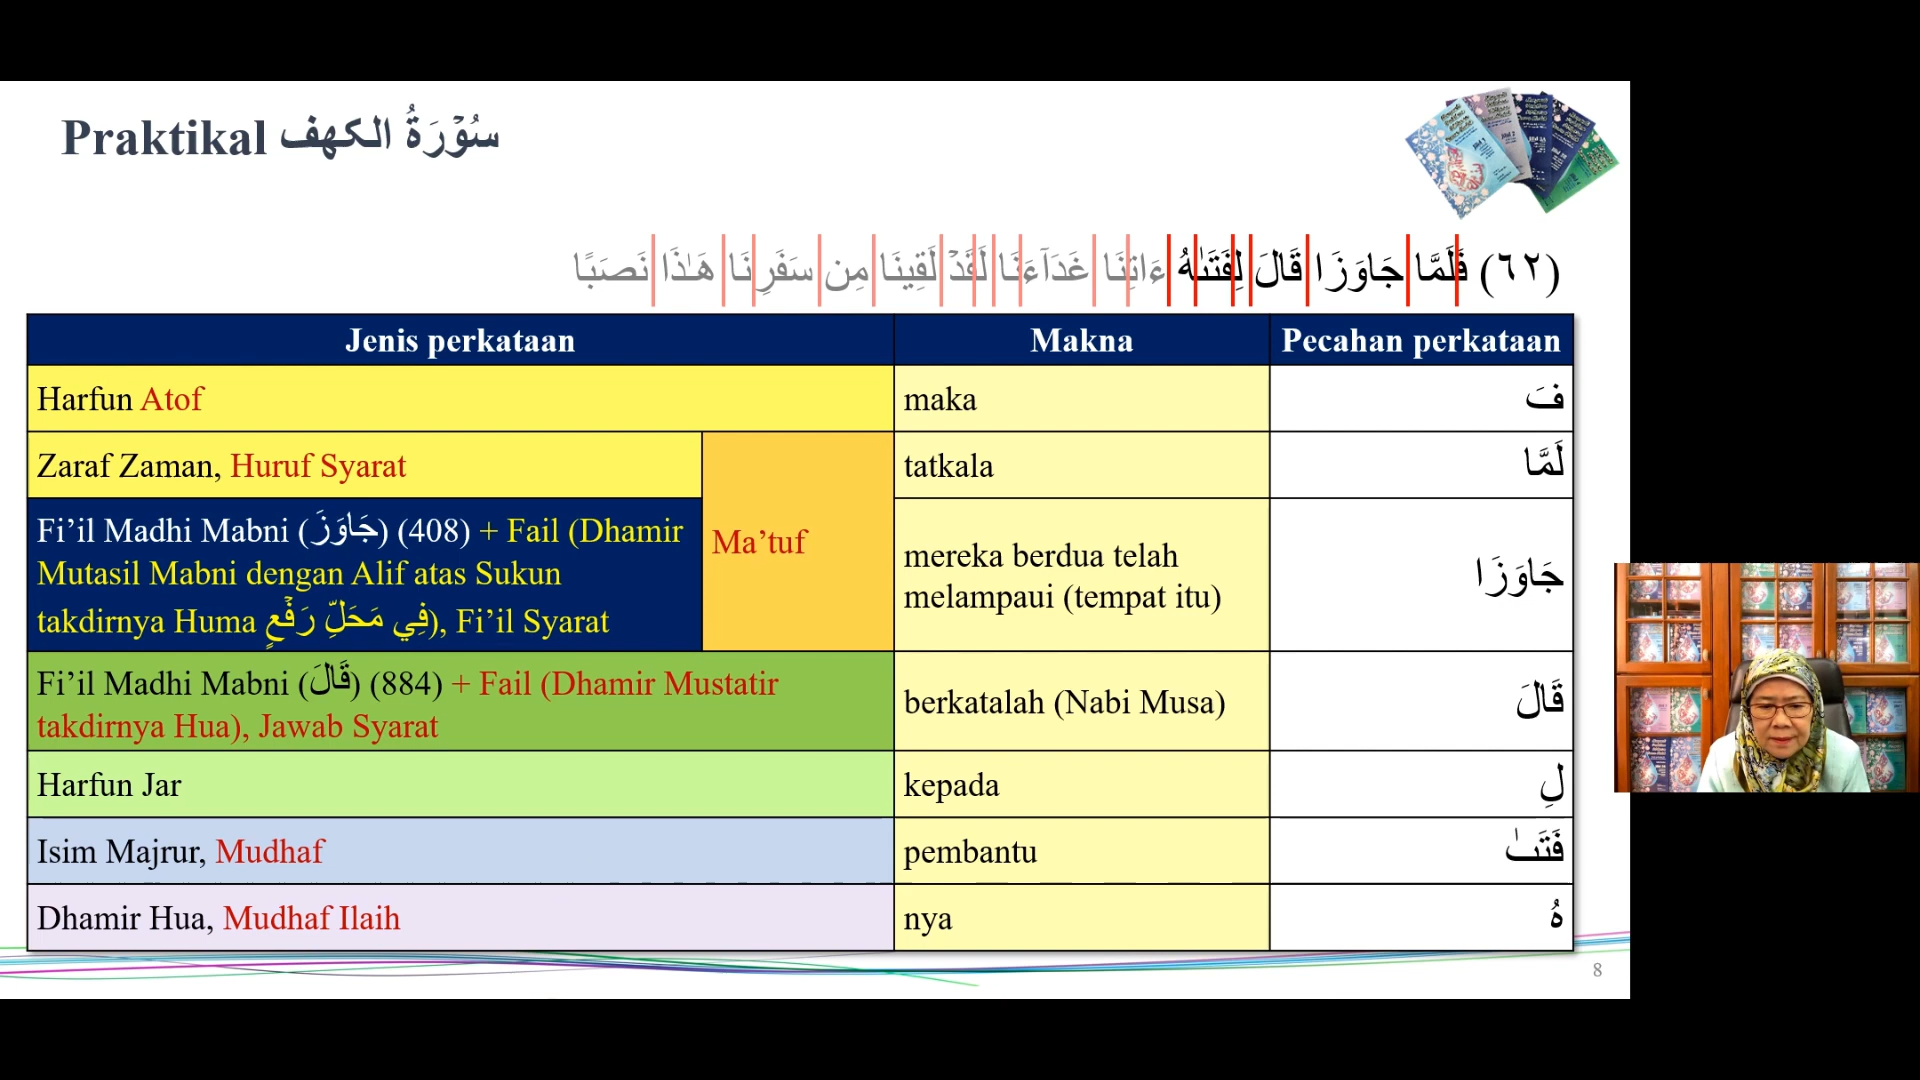 Praktikal سُوْرَةُ الكهف
(٦٢) فَلَمَّا جَاوَزَا قَالَ لِفَتَىٰهُ ءَاتِنَا غَدَآءَنَا لَقَدْ لَقِينَا مِن سَفَرِنَا هَـٰذَا نَصَبًا
Jenis perkataan Makna Pecahan perkataan
Harfun Atof maka فَ
Zaraf Zaman, Huruf Syarat tatkala لَمَّا
Fi’il Madhi Mabni (جَاوَزَ) (408) + Fail (Dhamir
Mutasil Mabni dengan Alif atas Sukun
takdirnya Huma فِي مَحَلِّ رَفْعٍ), Fi’il Syarat
Ma’tuf
mereka berdua telah
melampaui (tempat itu)
جَاوَزَا
Fi’il Madhi Mabni (قَالَ) (884) + Fail (Dhamir Mustatir
takdirnya Hua), Jawab Syarat
berkatalah (Nabi Musa) قَالَ
Harfun Jar kepada لِ
Isim Majrur, Mudhaf pembantu فَتَىٰ
Dhamir Hua, Mudhaf Ilaih nya هُ
8